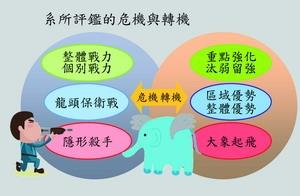 系所評鑑的危機與轉機
整體戰力
個別戰力
龍頭保衛戰
隱形殺手
危機轉機
重點強化
汰弱留強
區域優勢
整體優勢
大象起飛